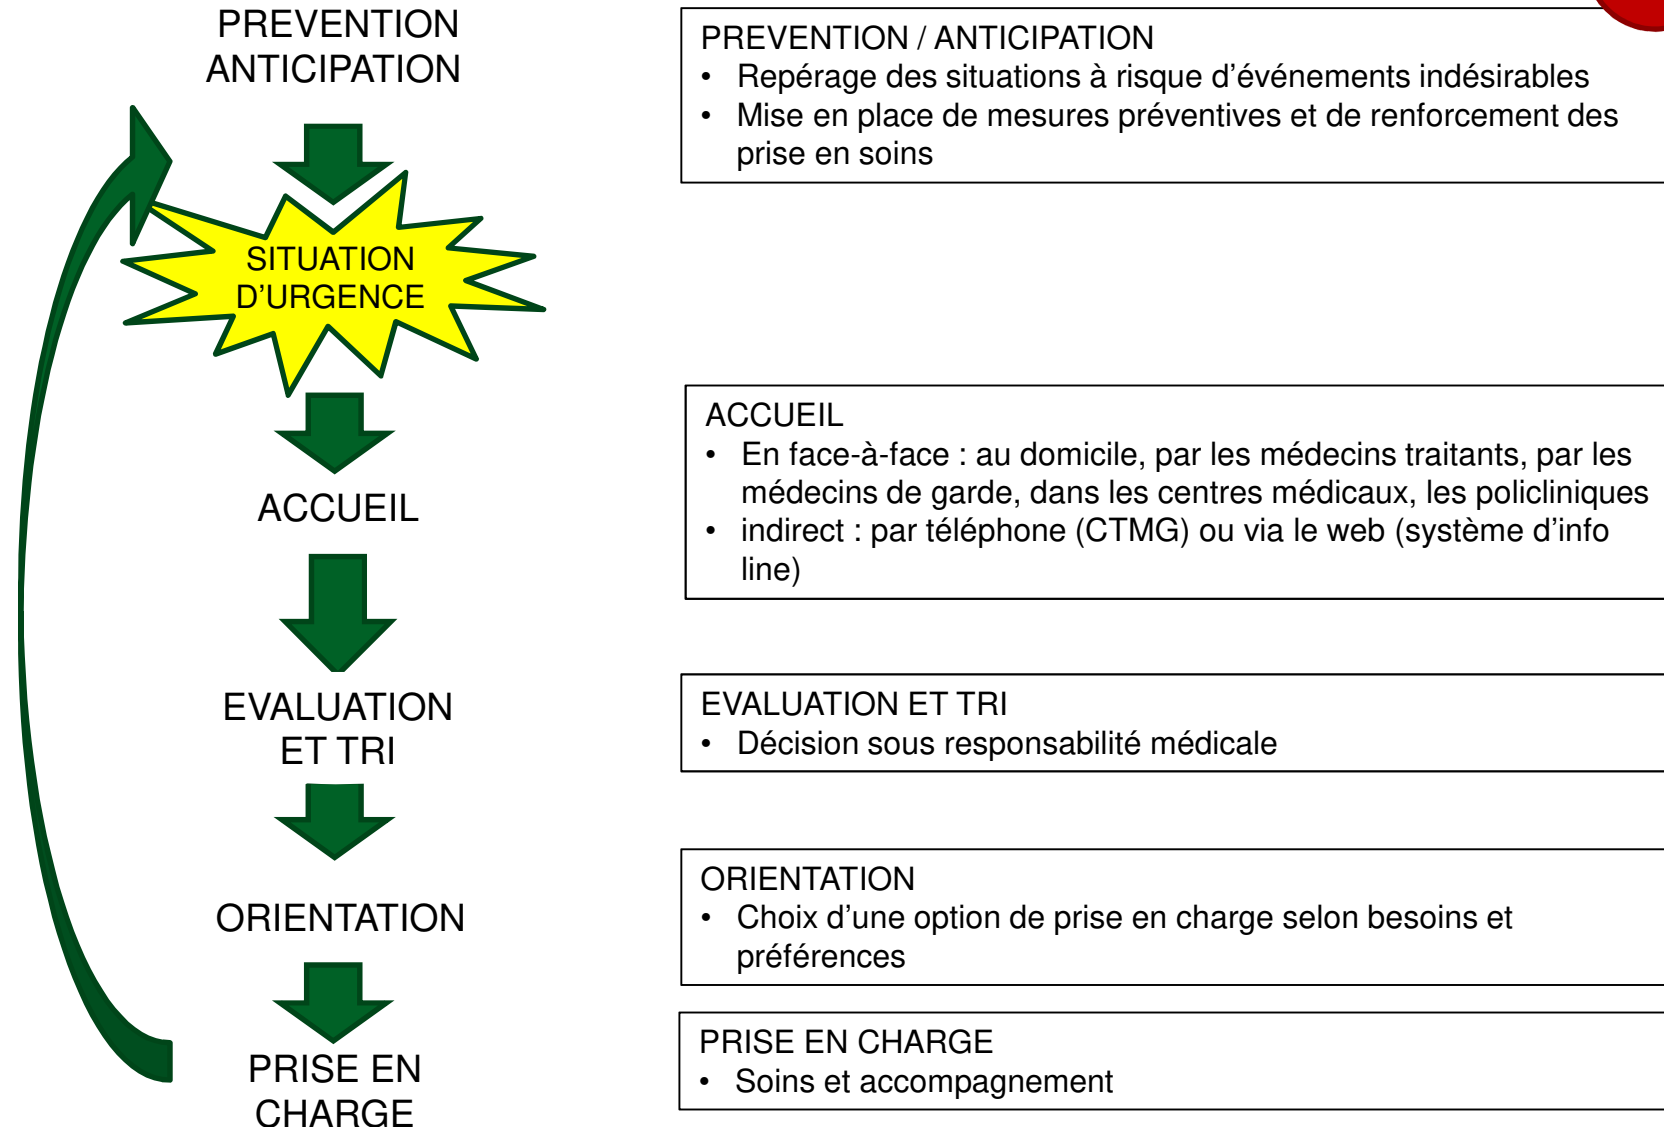 PREVENTION
ANTICIPATION
SITUATION
D'URGENCE
ACCUEIL
EVALUATION
ET TRI
ORIENTATION
PRISE EN
CHARGE
PREVENTION / ANTICIPATION
• Repérage des situations à risque d'événements indésirables
• Mise en place de mesures préventives et de renforcement des
prise en soins
ACCUEIL
• En face-à-face : au domicile, par les médecins traitants, par les
médecins de garde, dans les centres médicaux, les policliniques
• indirect : par téléphone (CTMG) ou via le web (système d'info
line)
EVALUATION ET TRI
• Décision sous responsabilité médicale
ORIENTATION
• Choix d'une option de prise en charge selon besoins et
préférences
PRISE EN CHARGE
• Soins et accompagnement